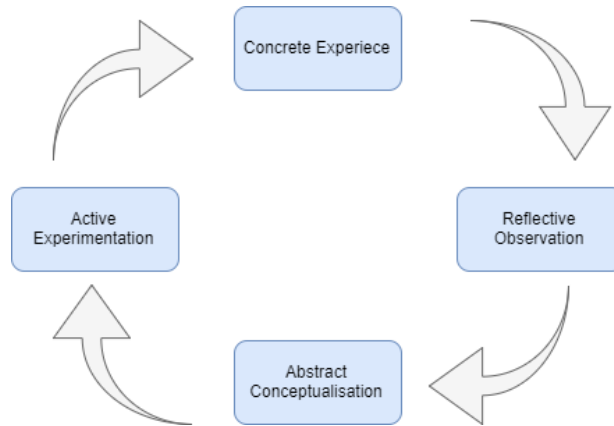 Concrete Experiece
Reflective
Observation
Abstract
Conceptualisation
Active
Experimentation